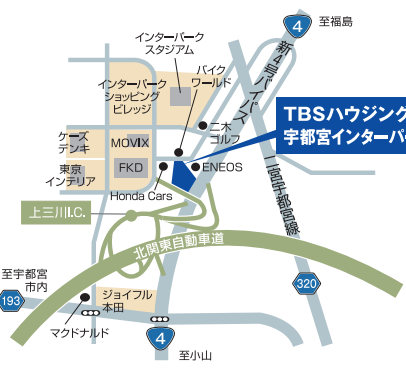 4
至福島
インターパーク
スタジアム
新4号バイパス
バイク
ワールド
インターパーク
ショッピング
ビレッジ
TBSハウジング
宇都宮インターパ
二木
ゴルフ
ケーズ
デンキ
MOVIX
FKD
ENEOS
東京
インテリア
Honda Cars
二宮宇都宮線
上三川I.C.
北関東自動車道
至宇都宮
市内
193
ジョイフル
本田
320
マクドナルド
4
至小山